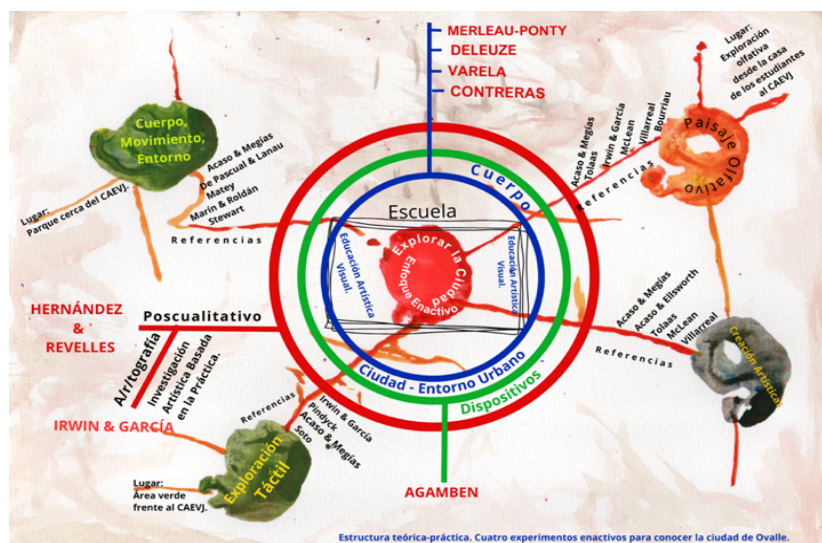 MERLEAU-PONTY
DELEUZE
VARELA
CONTRERAS
Cuerpo,
Movimiento,
Entorno
Lugar:
Parque cerca del CAEVJ.
Acaso & Megías
De Pascual & Lanau
Matey
Marín & Roldán
Stewart
Referencias
Lugar:
Exploración
olfativa
desde la casa
de los estudiantes
al CAEVJ
Paisaje Olfativo
Acaso & Megías
Tolaas
Irwin & García
McLean
Villarreal
Bourriau
Referencias
Cuerpo
Escuela
Educación Artística
Visual.
Explorar la Ciudad
Enfoque Enactivo
Educación Artística
Visual.
Ciudad - Entorno Urbano
Dispositivos
AGAMBEN
HERNÁNDEZ
&
REVELLES
Poscualitativo
A/r/tografía
Investigación
Artística Basada
en la Práctica.
IRWIN & GARCÍA
Acaso & Megías
Acaso & Ellsworth
Tolaas
McLean
Villarreal
Referencias
Creación Artística
Referencias
Irwin & García
Pindyck
Acaso & Megías
Soto
Exploración
Táctil
Lugar:
Área verde
frente al CAEVJ.
Estructura teórica-práctica. Cuatro experimentos enactivos para conocer la ciudad de Ovalle.